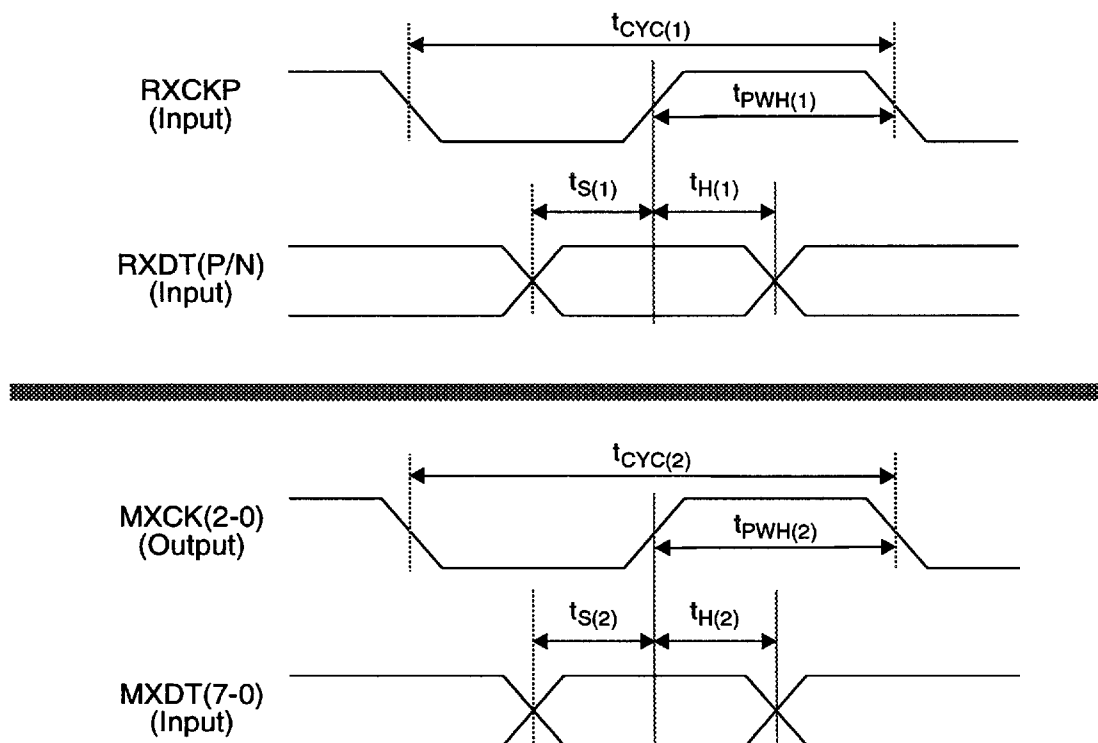 tCYC(1)
RXCKP
(Input)
tPWH(1)
tS(1)
tH(1)
RXDT(P/N)
(Input)
tCYC(2)
MXCK(2-0)
(Output)
tPWH(2)
tS(2)
tH(2)
MXDT(7-0)
(Input)